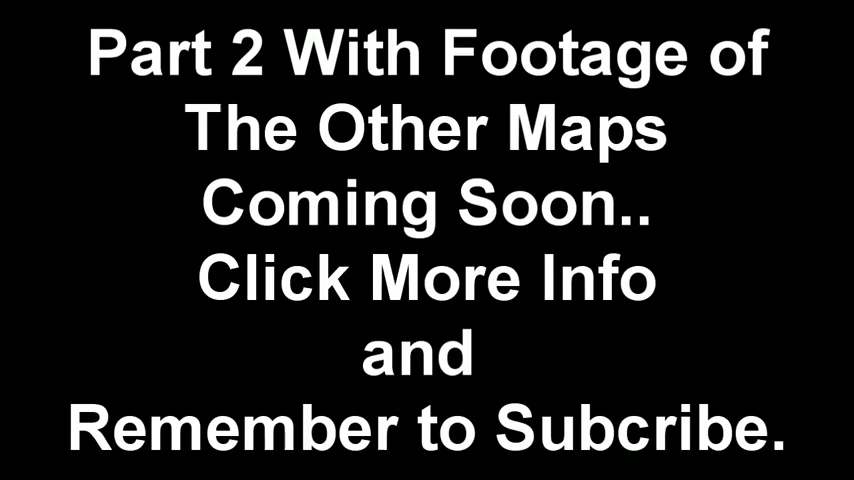 Part 2 With Footage of
The Other Maps
Coming Soon..
Click More Info
and
Remember to Subcribe.